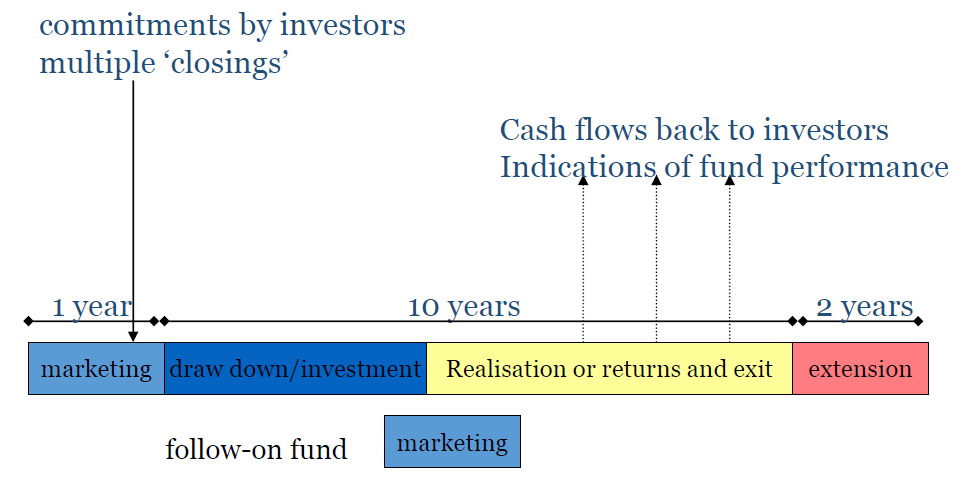 commitments by investors
multiple ‘closings’
Cash flows back to investors
Indications of fund performance
1 year
10 years
2 years
marketing
draw down/investment
Realisation or returns and exit
extension
follow-on fund
marketing